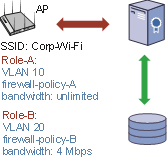 AP
SSID: Corp-Wi-Fi
Role-A:
VLAN 10
firewall-policy-A
bandwidth: unlimited
Role-B:
VLAN 20
firewall-policy-B
bandwidth: 4 Mbps